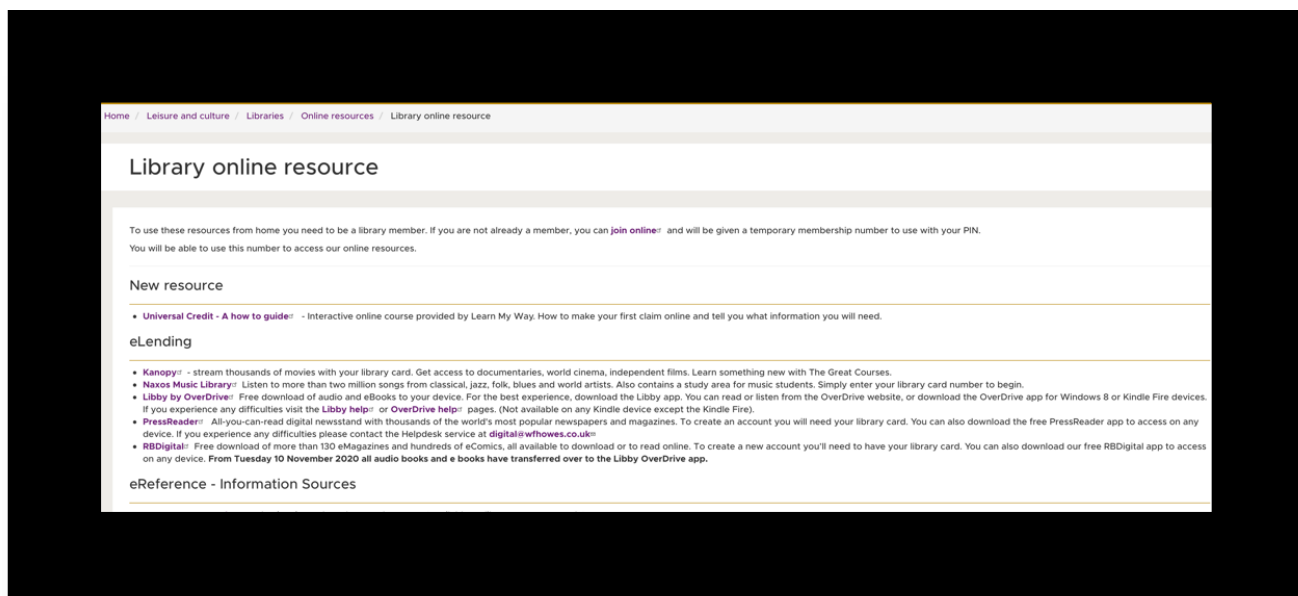 Home / Leisure and culture / Libraries / Online resources / Library online resource
Library online resource
To use these resources from home you need to be a library member. If you are not already a member, you can join online and will be given a temporary membership number to use with your PIN.
You will be able to use this number to access our online resources.
New resource
• Universal Credit - A how to guide - Interactive online course provided by Learn My Way. How to make your first claim online and tell you what information you will need.
eLending
• Kanopy - stream thousands of movies with your library card. Get access to documentaries, world cinema, independent films. Learn something new with The Great Courses.
• Naxos Music Library Listen to more than two million songs from classical, jazz, folk, blues and world artists. Also contains a study area for music students. Simply enter your library card number to begin.
• Libby by OverDrive Free download of audio and eBooks to your device. For the best experience, download the Libby app. You can read or listen from the OverDrive website, or download the OverDrive app for Windows 8 or Kindle Fire devices.
If you experience any difficulties visit the Libby help or OverDrive help pages. (Not available on any Kindle device except the Kindle Fire).
• PressReader All-you-can-read digital newsstand with thousands of the world's most popular newspapers and magazines. To create an account you will need your library card. You can also download the free PressReader app to access on any
device. If you experience any difficulties please contact the Helpdesk service at digital@wfhowes.co.uk
• RBDigital Free download of more than 130 eMagazines and hundreds of eComics, all available to download or to read online. To create a new account you'll need to have your library card. You can also download our free RBDigital app to access
on any device. From Tuesday 10 November 2020 all audio books and e books have transferred over to the Libby OverDrive app.
eReference - Information Sources